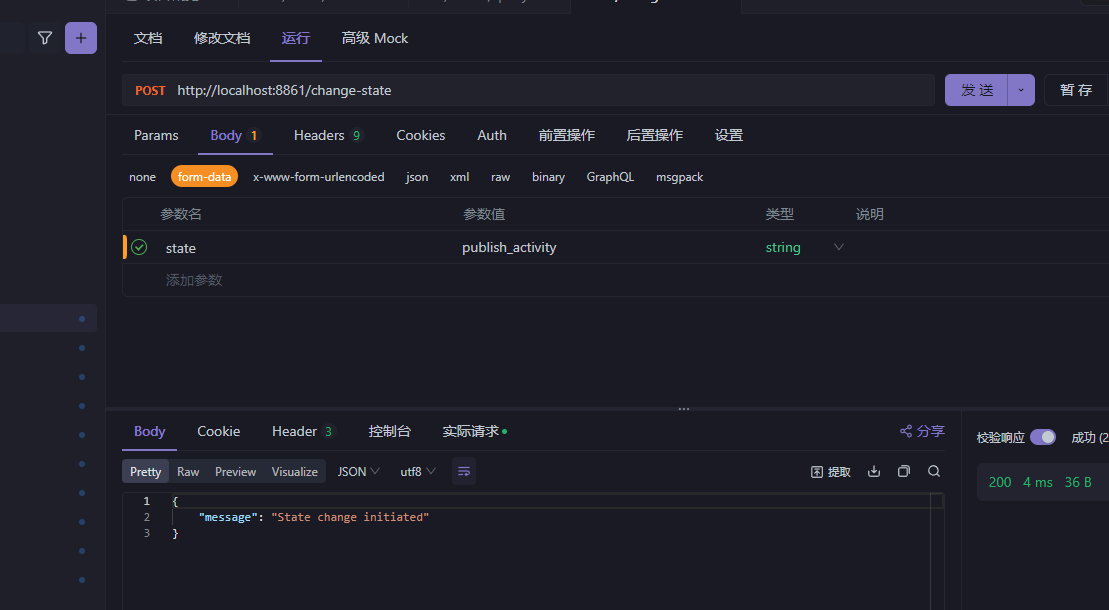 文档 修改文档 运行 高级 Mock
POST http://localhost:8861/change-state 发 送 暂 存
Params Body 1 Headers 9 Cookies Auth 前置操作 后置操作 设置
none form-data x-www-form-urlencoded json xml raw binary GraphQL msgpack
参数名 参数值 类型 说明
state publish_activity string
添加参数
Body Cookie Header 3 控制台 实际请求 分享 校验响应 成功 (2
Pretty Raw Preview Visualize JSON utf8 提取
200 4 ms 36 B
1 {
2 "message": "State change initiated"
3 }